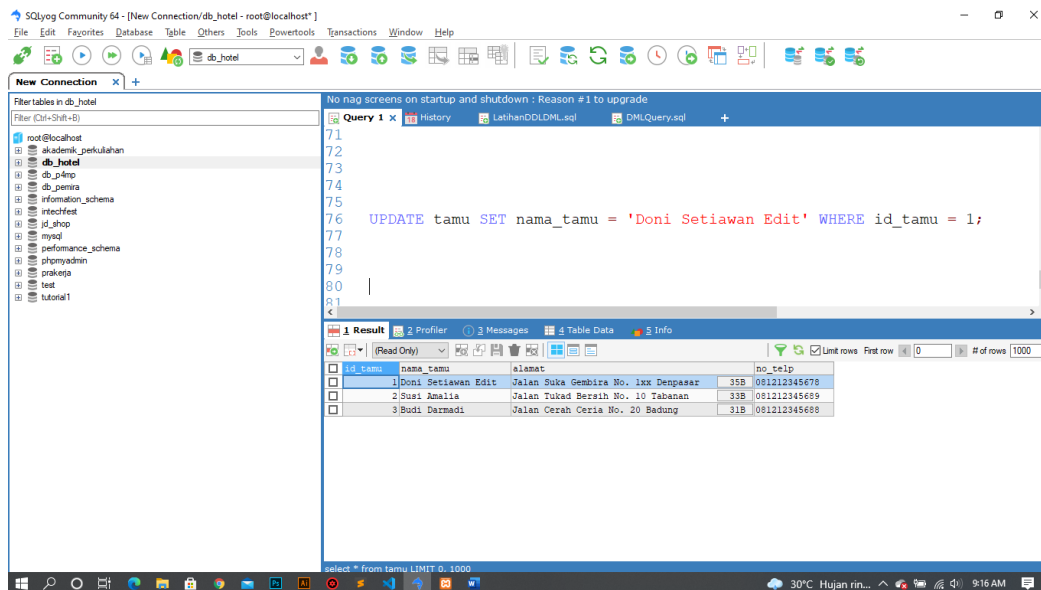 SQLyog Community 64 - [New Connection/db_hotel - root@localhost* ]
File Edit Favorites Database Table Others Tools Powertools Transactions Window Help
db_hotel
New Connection x +
Filter tables in db_hotel
Filter (Ctrl+Shift+B)
root@localhost
akademik_perkuliahan
db_hotel
db_p4mp
db_pemira
information_schema
intechfest
jd_shop
mysql
performance_schema
phpmyadmin
prakerja
test
tutorial1
No nag screens on startup and shutdown : Reason #1 to upgrade
Query 1 x 18 History LatihanDDLDML.sql DMLQuery.sql +
71
72
73
74
75
76 UPDATE tamu SET nama_tamu = 'Doni Setiawan Edit' WHERE id_tamu = 1;
77
78
79
80
81
1 Result 2 Profiler 3 Messages 4 Table Data 5 Info
(Read Only) Limit rows First row 0 # of rows 1000
id_tamu nama_tamu alamat no_telp
1 Doni Setiawan Edit Jalan Suka Gembira No. 1xx Denpasar 35B 081212345678
2 Susi Amalia Jalan Tukad Bersih No. 10 Tabanan 33B 081212345689
3 Budi Darmadi Jalan Cerah Ceria No. 20 Badung 31B 081212345688
select * from tamu LIMIT 0, 1000
Ps Ai S W 30°C Hujan rin... 9:16 AM